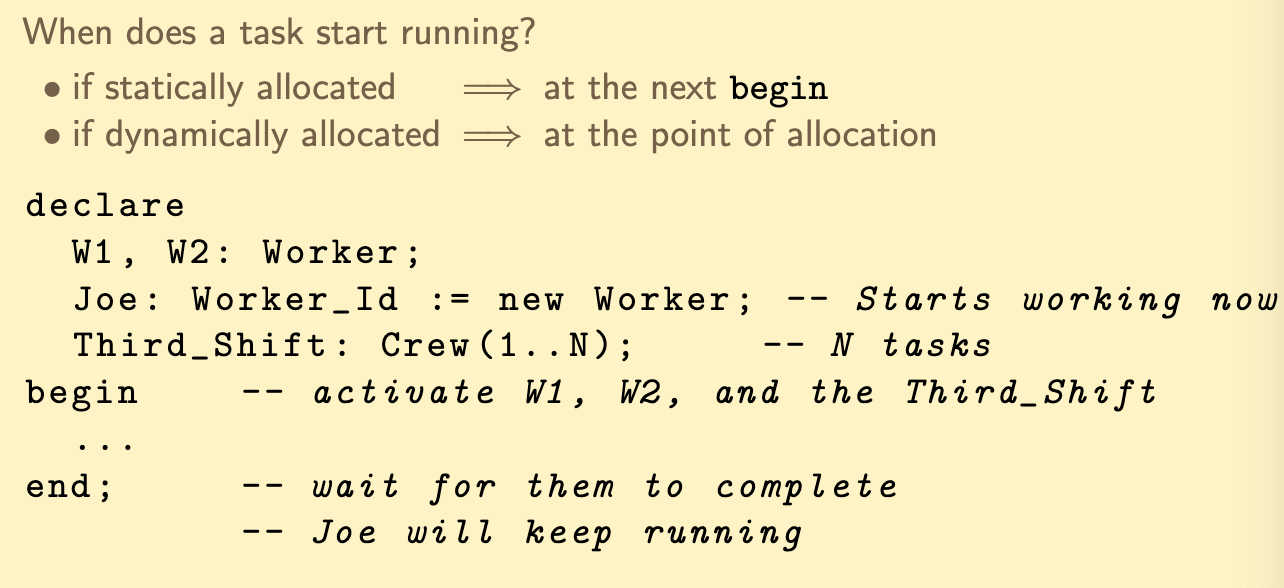 When does a task start running?
• if statically allocated ⟹ at the next begin
• if dynamically allocated ⟹ at the point of allocation
declare
W1, W2: Worker;
Joe: Worker_Id := new Worker; -- Starts working now
Third_Shift: Crew(1..N); -- N tasks
begin -- activate W1, W2, and the Third_Shift
...
end; -- wait for them to complete
-- Joe will keep running